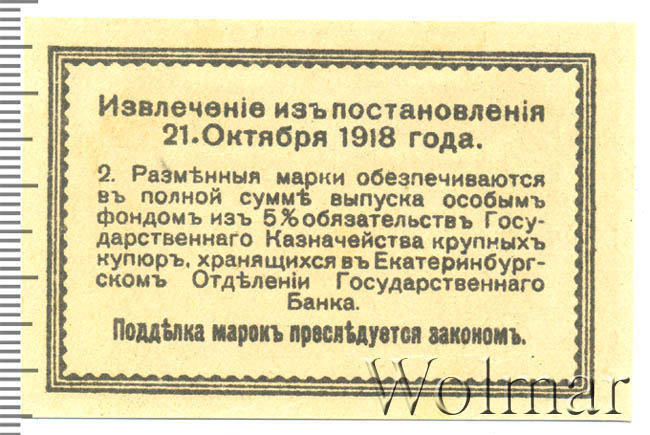 Извлеченіе изъ постановленія
21. Октября 1918 года.
2. Размѣнныя марки обезпечиваются
въ полной суммѣ выпуска особымъ
фондомъ изъ 5% обязательствъ Госу-
дарственнаго Казначейства крупныхъ
купюръ, хранящихся въ Екатеринбург-
скомъ Отдѣленіи Государственнаго
Банка.
Поддѣлка марокъ преслѣдуется закономъ.
Wolmar